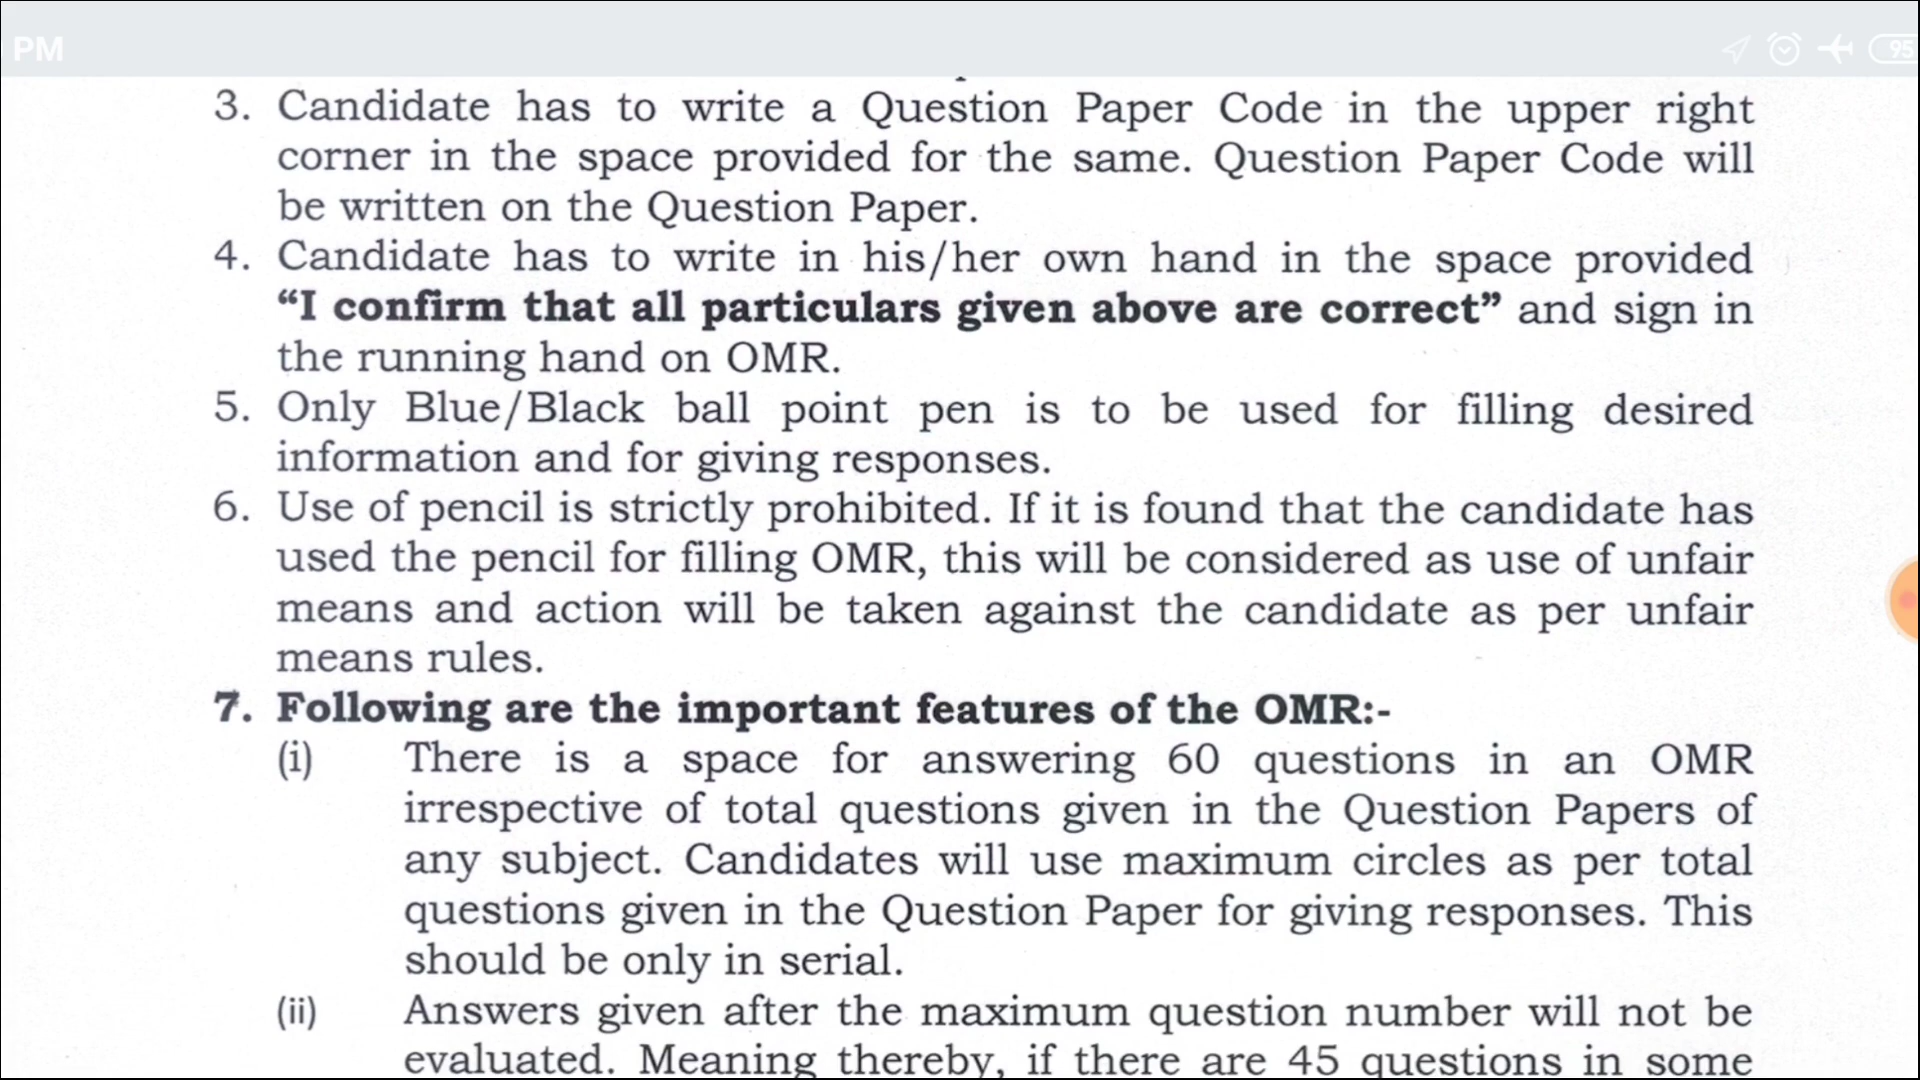 PM
95
3. Candidate has to write a Question Paper Code in the upper right
corner in the space provided for the same. Question Paper Code will
be written on the Question Paper.
4. Candidate has to write in his/her own hand in the space provided
“I confirm that all particulars given above are correct” and sign in
the running hand on OMR.
5. Only Blue/Black ball point pen is to be used for filling desired
information and for giving responses.
6. Use of pencil is strictly prohibited. If it is found that the candidate has
used the pencil for filling OMR, this will be considered as use of unfair
means and action will be taken against the candidate as per unfair
means rules.
7. Following are the important features of the OMR:-
(i) There is a space for answering 60 questions in an OMR
irrespective of total questions given in the Question Papers of
any subject. Candidates will use maximum circles as per total
questions given in the Question Paper for giving responses. This
should be only in serial.
(ii) Answers given after the maximum question number will not be
evaluated. Meaning thereby, if there are 45 questions in some